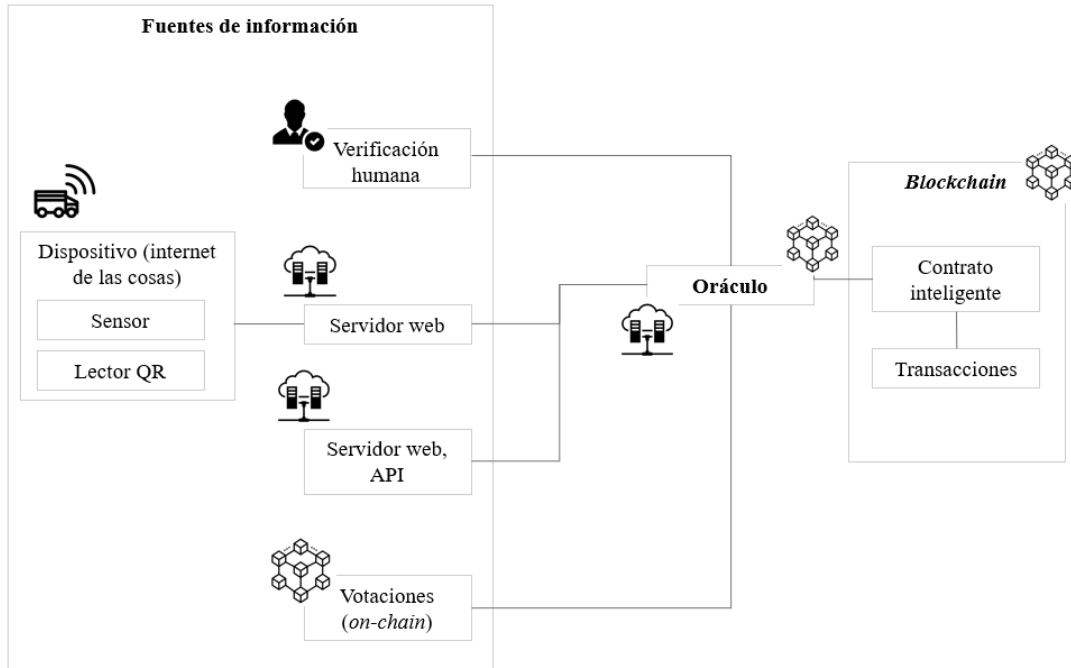 Fuentes de información
Verificación
humana
Dispositivo (internet
de las cosas)
Sensor
Lector QR
Servidor web
Servidor web,
API
Votaciones
(on-chain)
Oráculo
Blockchain
Contrato
inteligente
Transacciones